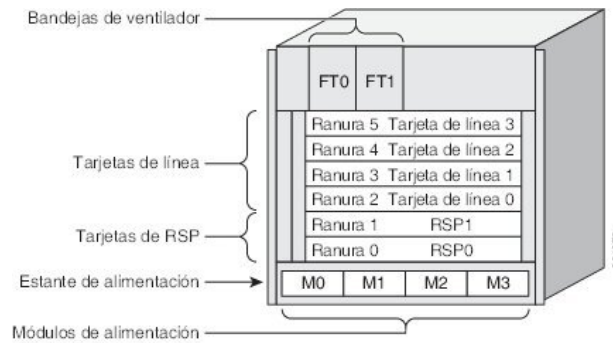 Bandejas de ventilador
FT0 FT1
Ranura 5 Tarjeta de línea 3
Ranura 4 Tarjeta de línea 2
Ranura 3 Tarjeta de línea 1
Ranura 2 Tarjeta de línea 0
Tarjetas de línea
Ranura 1 RSP1
Ranura 0 RSP0
Tarjetas de RSP
Estante de alimentación
M0 M1 M2 M3
Módulos de alimentación